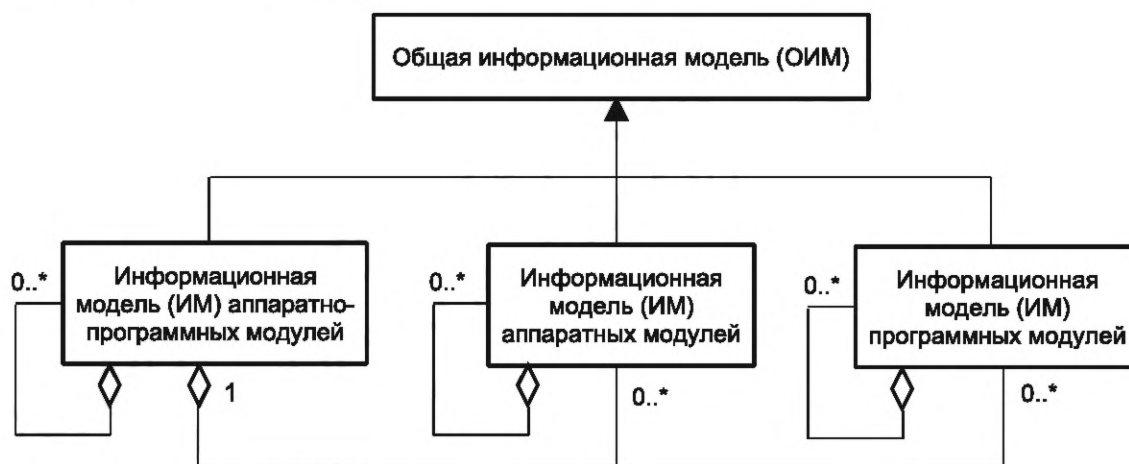 Общая информационная модель (ОИМ)
0..*
Информационная
модель (ИМ) аппаратно-
программных модулей
0..*
Информационная
модель (ИМ)
аппаратных модулей
0..*
Информационная
модель (ИМ)
программных модулей
1
0..*
0..*